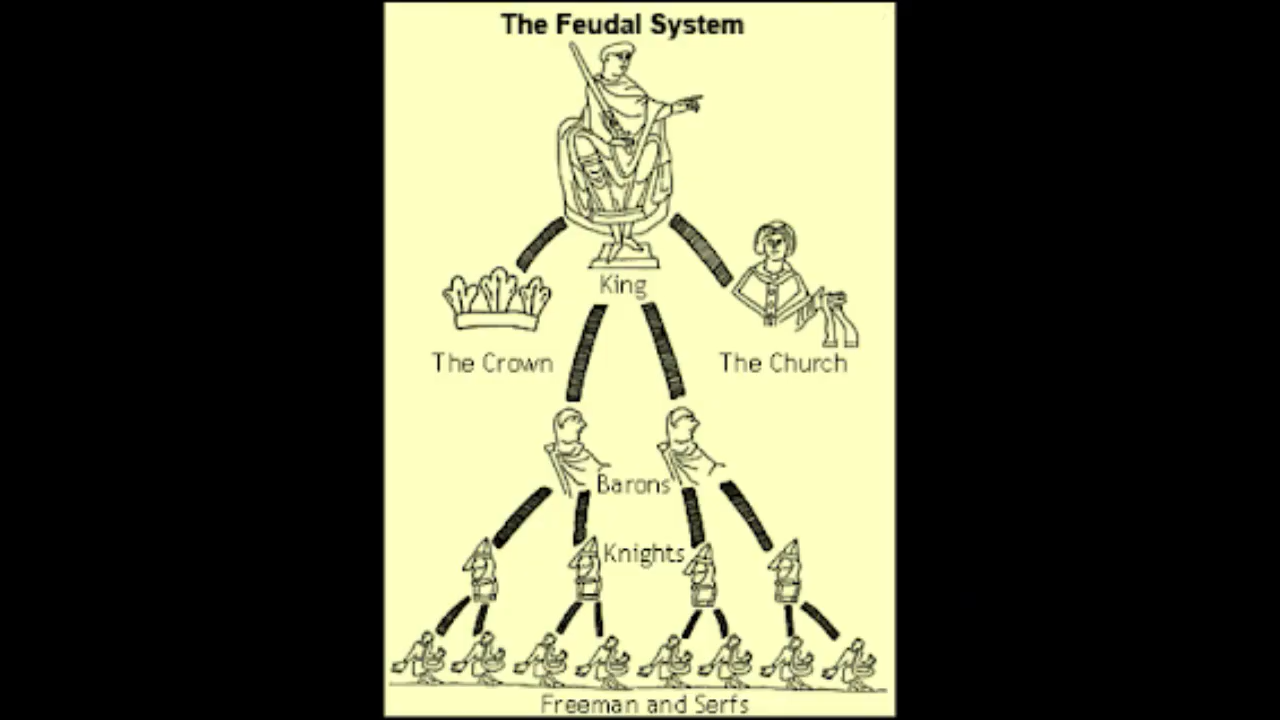 The Feudal System
King
The Crown
The Church
Barons
Knights
Freeman and Serfs